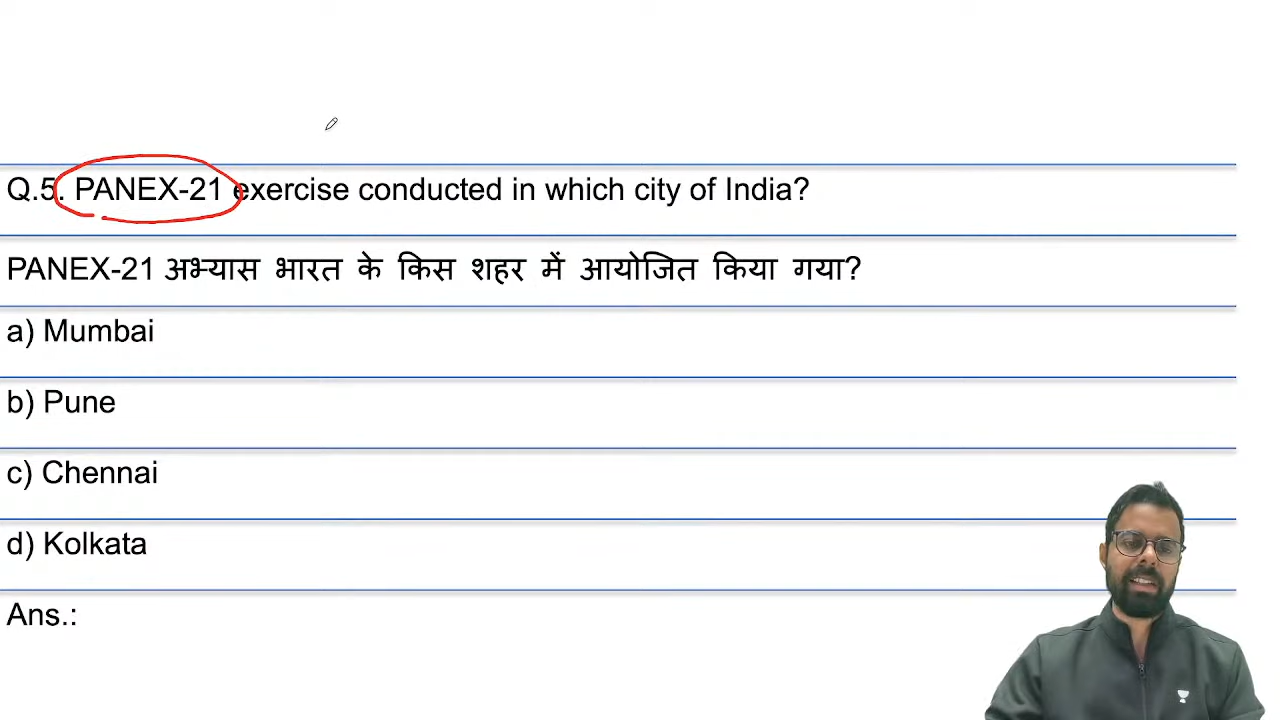 Q.5. PANEX-21 exercise conducted in which city of India?
PANEX-21 अभ्यास भारत के किस शहर में आयोजित किया गया?
a) Mumbai
b) Pune
c) Chennai
d) Kolkata
Ans.: